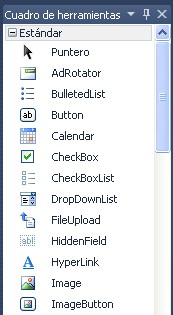 Cuadro de herramientas
Estándar
Puntero
AdRotator
BulletedList
Button
Calendar
CheckBox
CheckBoxList
DropDownList
FileUpload
HiddenField
HyperLink
Image
ImageButton